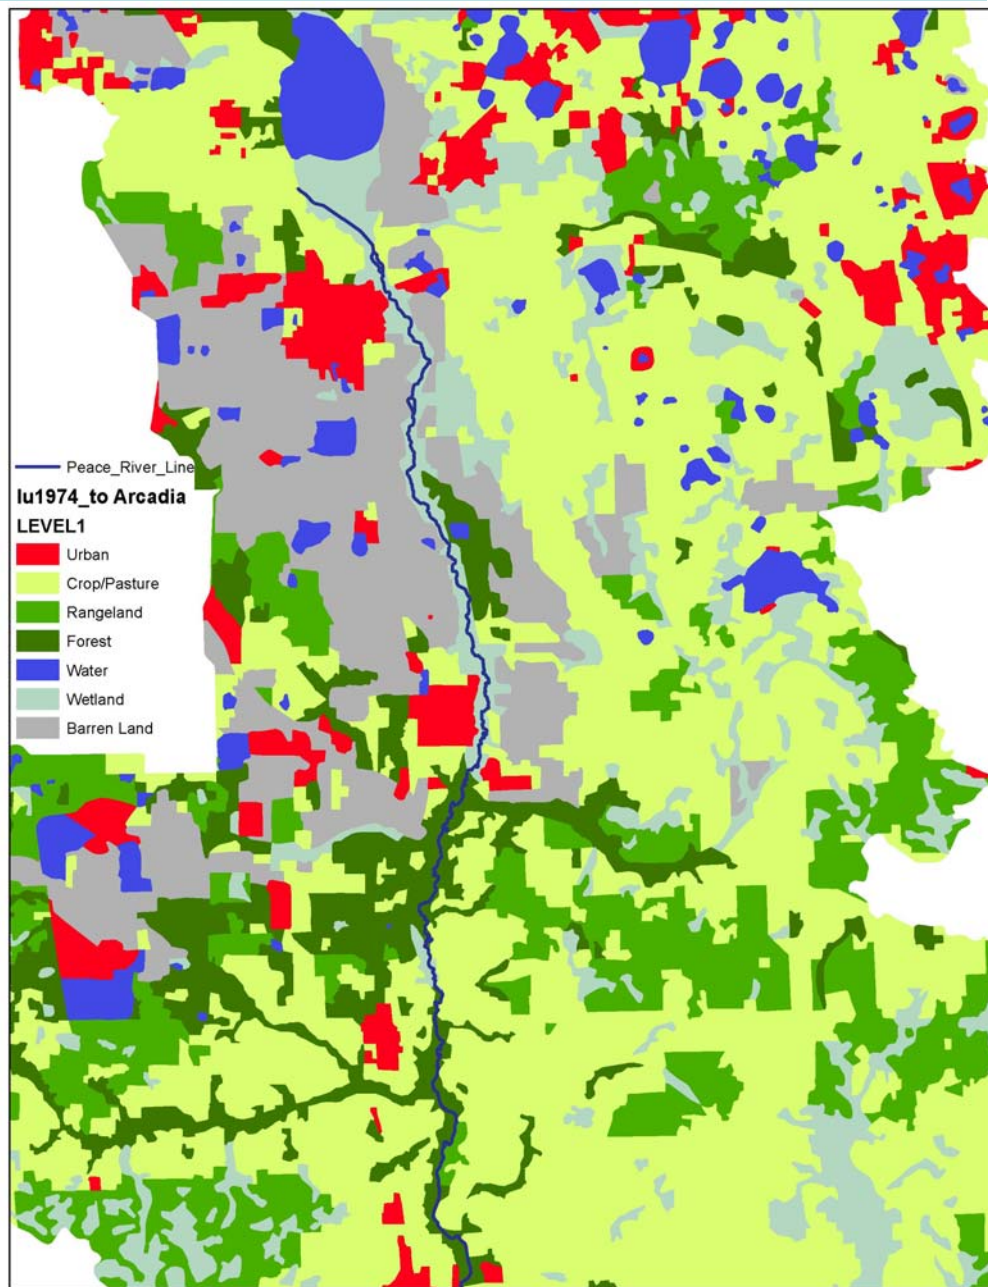 Peace_River_Line
lu1974_to Arcadia
LEVEL1
Urban
Crop/Pasture
Rangeland
Forest
Water
Wetland
Barren Land